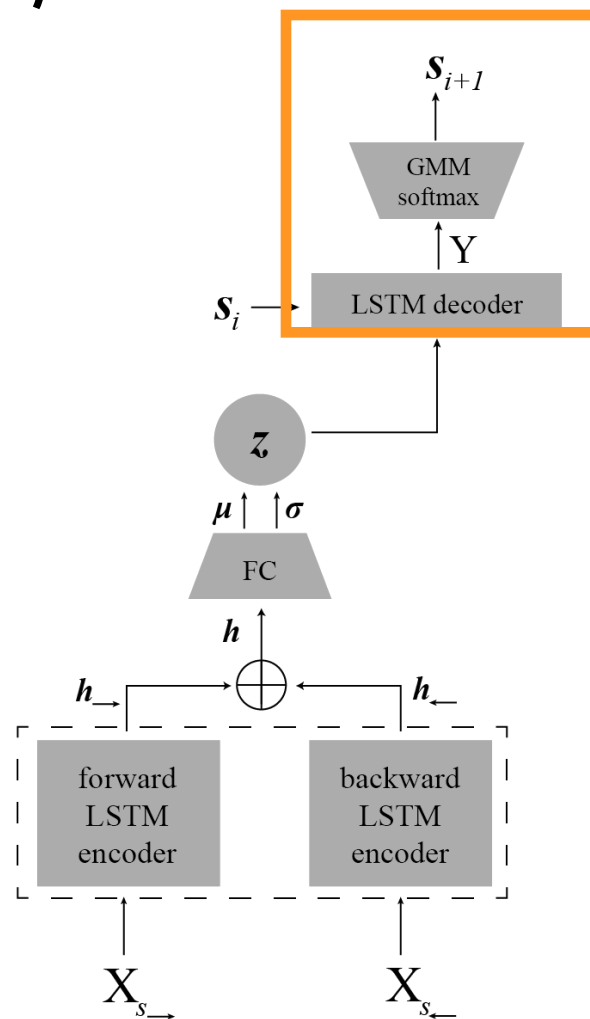 s_{i+1}
GMM
softmax
Y
s_i
LSTM decoder
z
μ σ
FC
h
h→ h←
forward
LSTM
encoder
backward
LSTM
encoder
X_{s→} X_{s←}